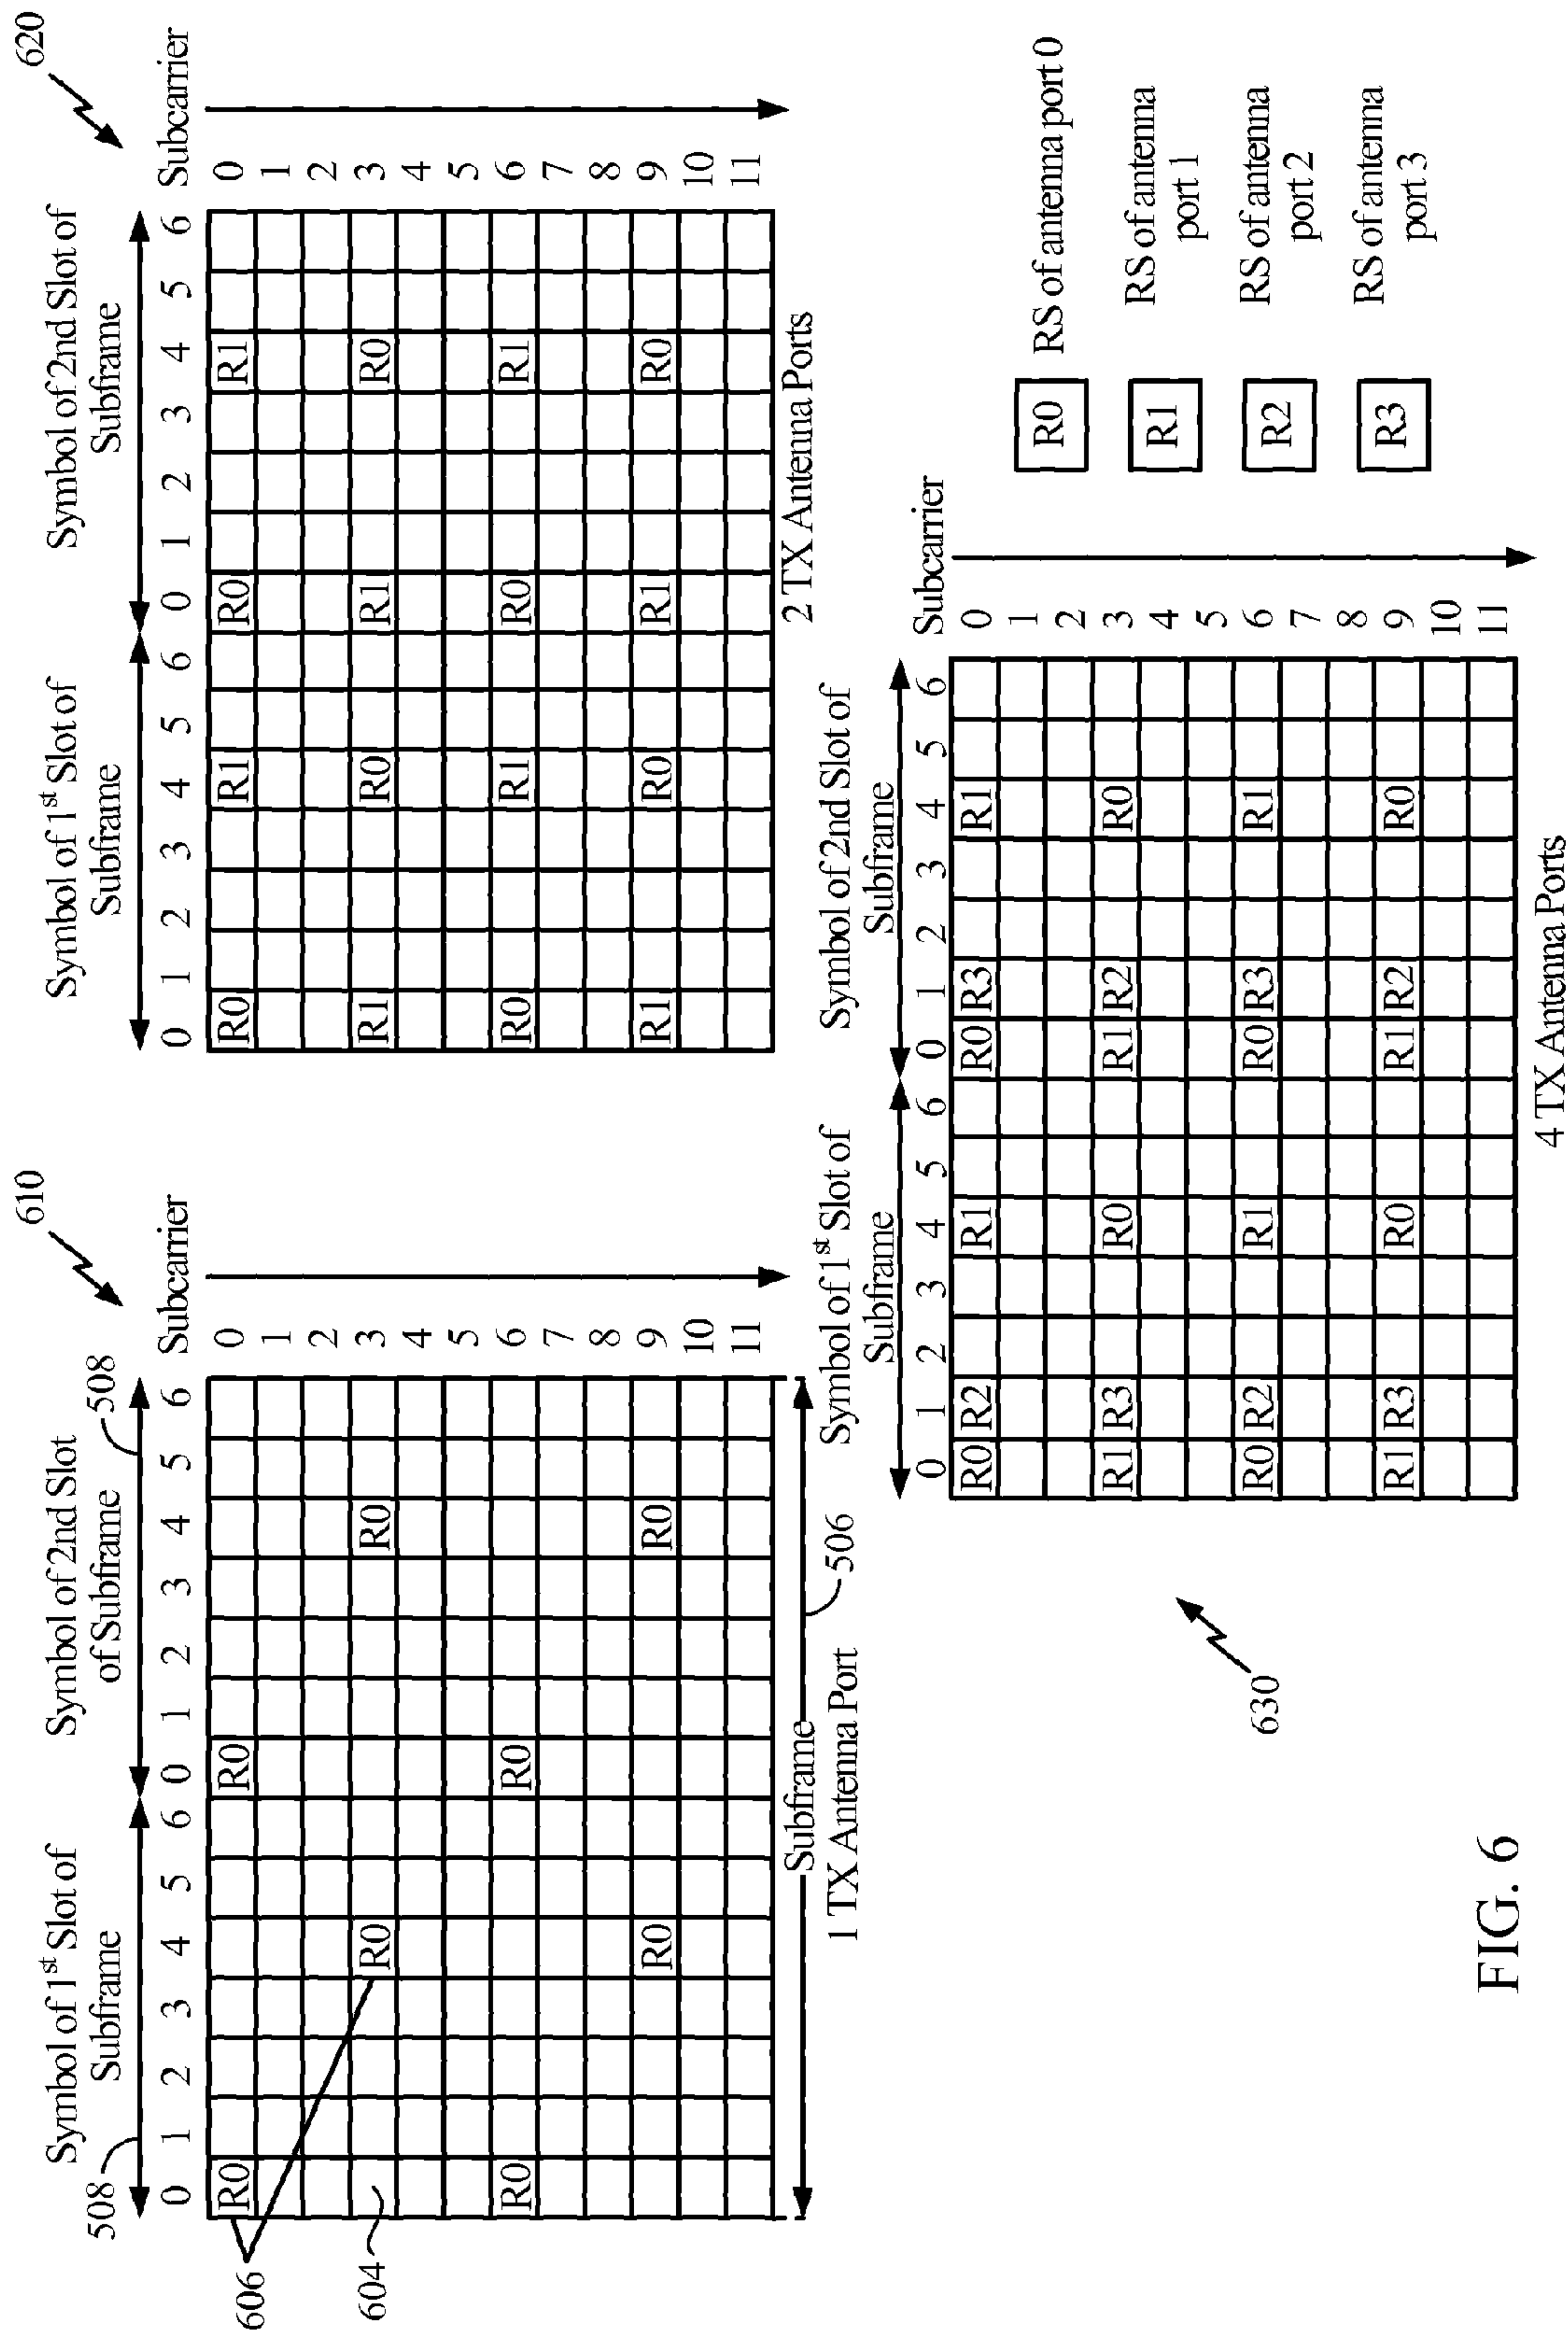 610
Symbol of 1st Slot of
Subframe
Symbol of 2nd Slot
of Subframe
508
508
Subcarrier
0 1 2 3 4 5 6 0 1 2 3 4 5 6
R0 R0 0
1
2
R0 R0 3
4
5
R0 R0 6
7
8
R0 R0 9
10
11
606
604
Subframe
506
1 TX Antenna Port
620
Symbol of 1st Slot of
Subframe
Symbol of 2nd Slot of
Subframe
Subcarrier
0 1 2 3 4 5 6 0 1 2 3 4 5 6
R0 R1 R0 R1 0
1
2
R1 R0 R1 R0 3
4
5
R0 R1 R0 R1 6
7
8
R1 R0 R1 R0 9
10
11
2 TX Antenna Ports
630
Symbol of 1st Slot of
Subframe
Symbol of 2nd Slot of
Subframe
Subcarrier
0 1 2 3 4 5 6 0 1 2 3 4 5 6
R0 R2 R1 R0 R3 R1 0
1
2
R1 R3 R0 R1 R2 R0 3
4
5
R0 R2 R1 R0 R3 R1 6
7
8
R1 R3 R0 R1 R2 R0 9
10
11
4 TX Antenna Ports
R0 RS of antenna port 0
R1 RS of antenna
port 1
R2 RS of antenna
port 2
R3 RS of antenna
port 3
FIG. 6